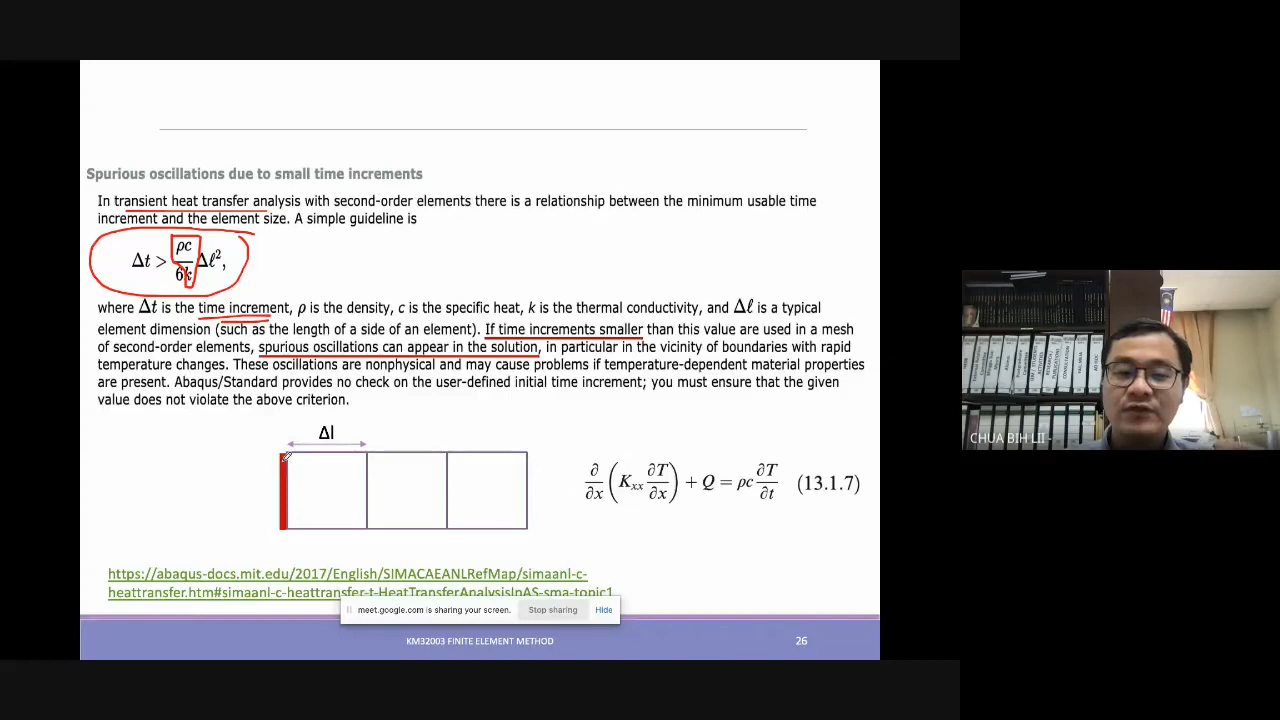 Spurious oscillations due to small time increments
In transient heat transfer analysis with second-order elements there is a relationship between the minimum usable time
increment and the element size. A simple guideline is
Δt > ρc/6k Δℓ²,
where Δt is the time increment, ρ is the density, c is the specific heat, k is the thermal conductivity, and Δℓ is a typical
element dimension (such as the length of a side of an element). If time increments smaller than this value are used in a mesh
of second-order elements, spurious oscillations can appear in the solution, in particular in the vicinity of boundaries with rapid
temperature changes. These oscillations are nonphysical and may cause problems if temperature-dependent material properties
are present. Abaqus/Standard provides no check on the user-defined initial time increment; you must ensure that the given
value does not violate the above criterion.
Δl
∂/∂x (Kxx ∂T/∂x) + Q = ρc ∂T/∂t (13.1.7)
https://abaqus-docs.mit.edu/2017/English/SIMACAEANLRefMap/simaanl-c-
heattransfer.htm#simaanl-c-heattransfer-t-HeatTransferAnalysisInAS-sma-topic1
meet.google.com is sharing your screen. Stop sharing Hide
KM32003 FINITE ELEMENT METHOD 26
CHUA BIH LII